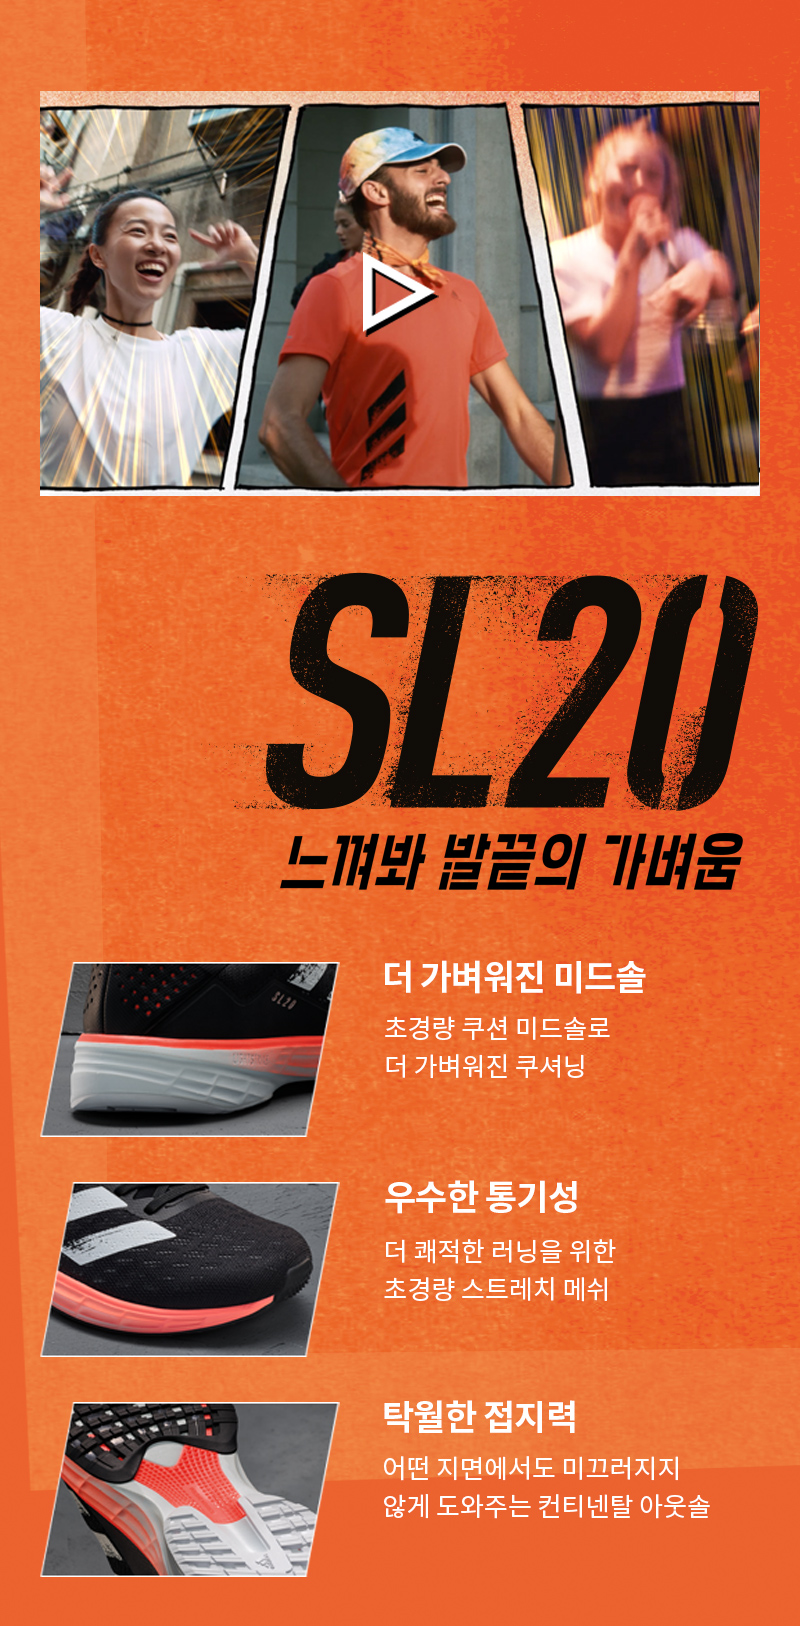 SL20
느껴봐 발끝의 가벼움
SL20
더 가벼워진 미드솔
초경량 쿠션 미드솔로
더 가벼워진 쿠셔닝
우수한 통기성
더 쾌적한 러닝을 위한
초경량 스트레치 메쉬
탁월한 접지력
어떤 지면에서도 미끄러지지
않게 도와주는 컨티넨탈 아웃솔